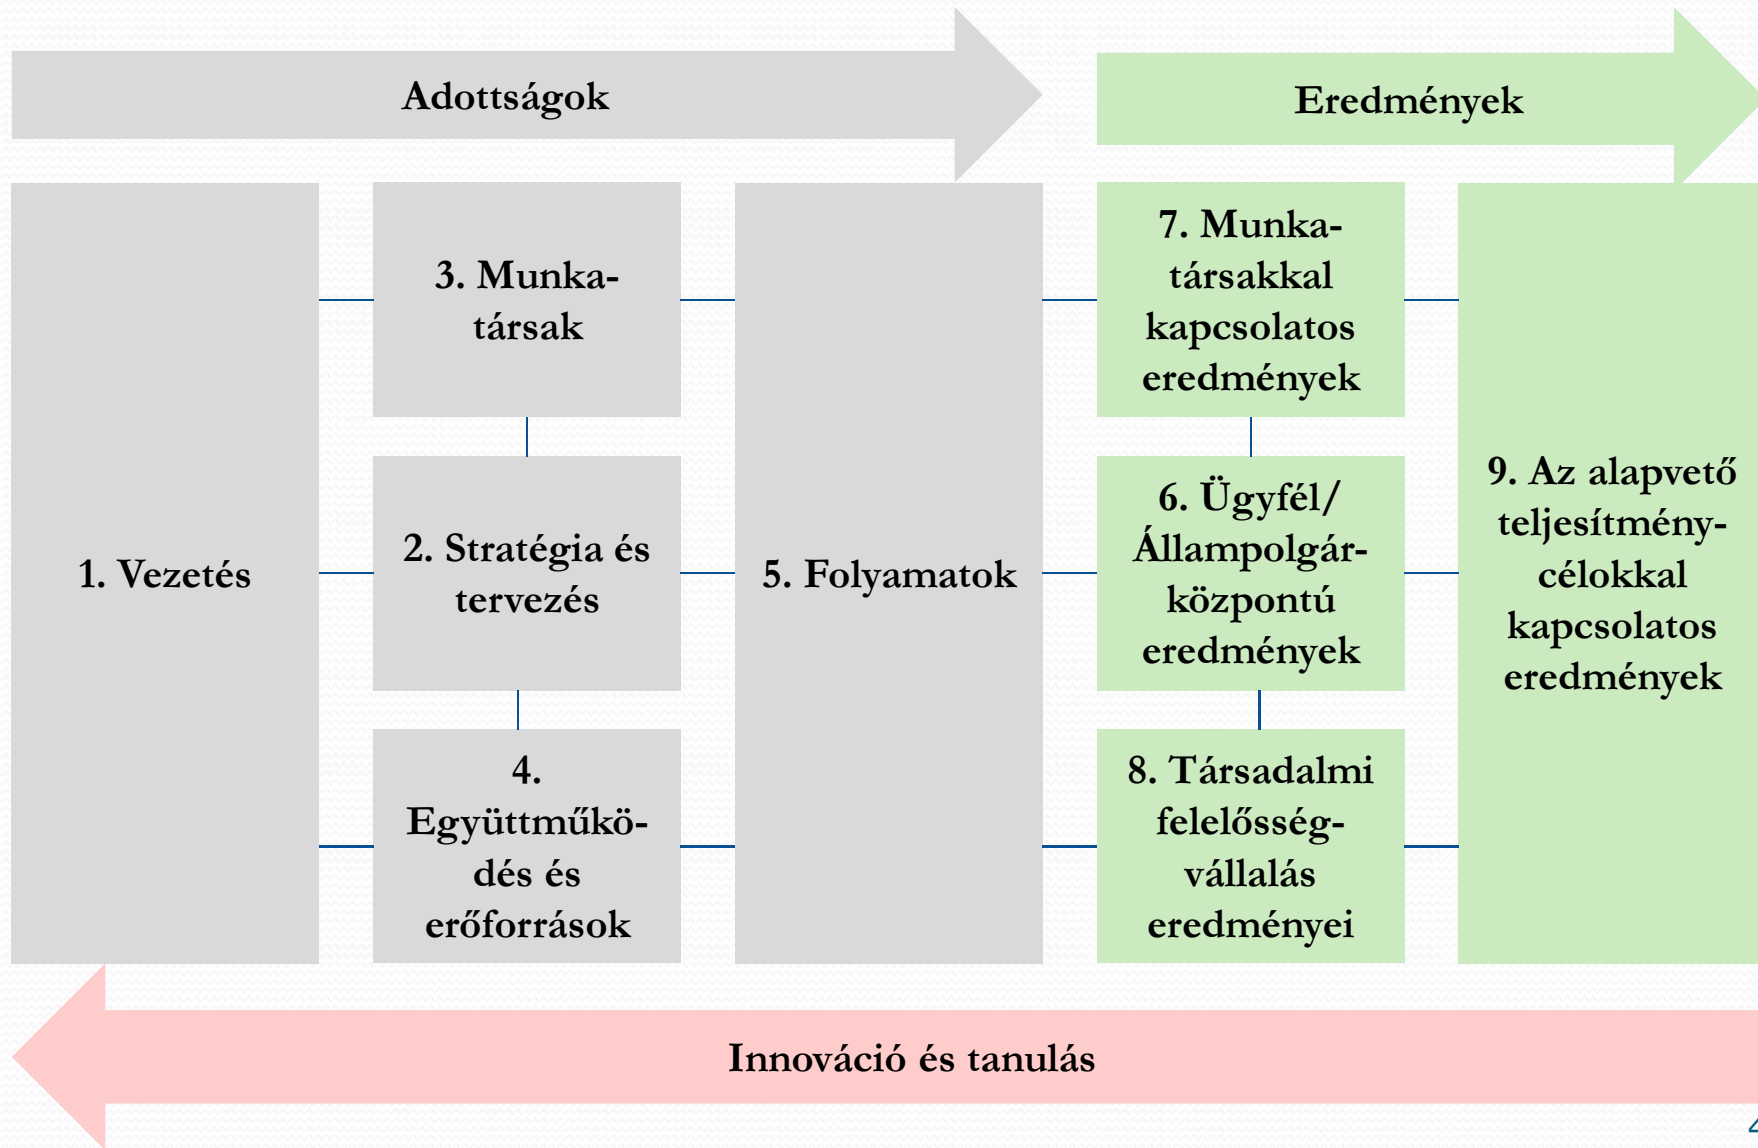 Adottságok
Eredmények
1. Vezetés
3. Munka-
társak
2. Stratégia és
tervezés
4.
Együttműkö-
dés és
erőforrások
5. Folyamatok
7. Munka-
társakkal
kapcsolatos
eredmények
6. Ügyfél/
Állampolgár-
központú
eredmények
8. Társadalmi
felelősség-
vállalás
eredményei
9. Az alapvető
teljesítmény-
célokkal
kapcsolatos
eredmények
Innováció és tanulás